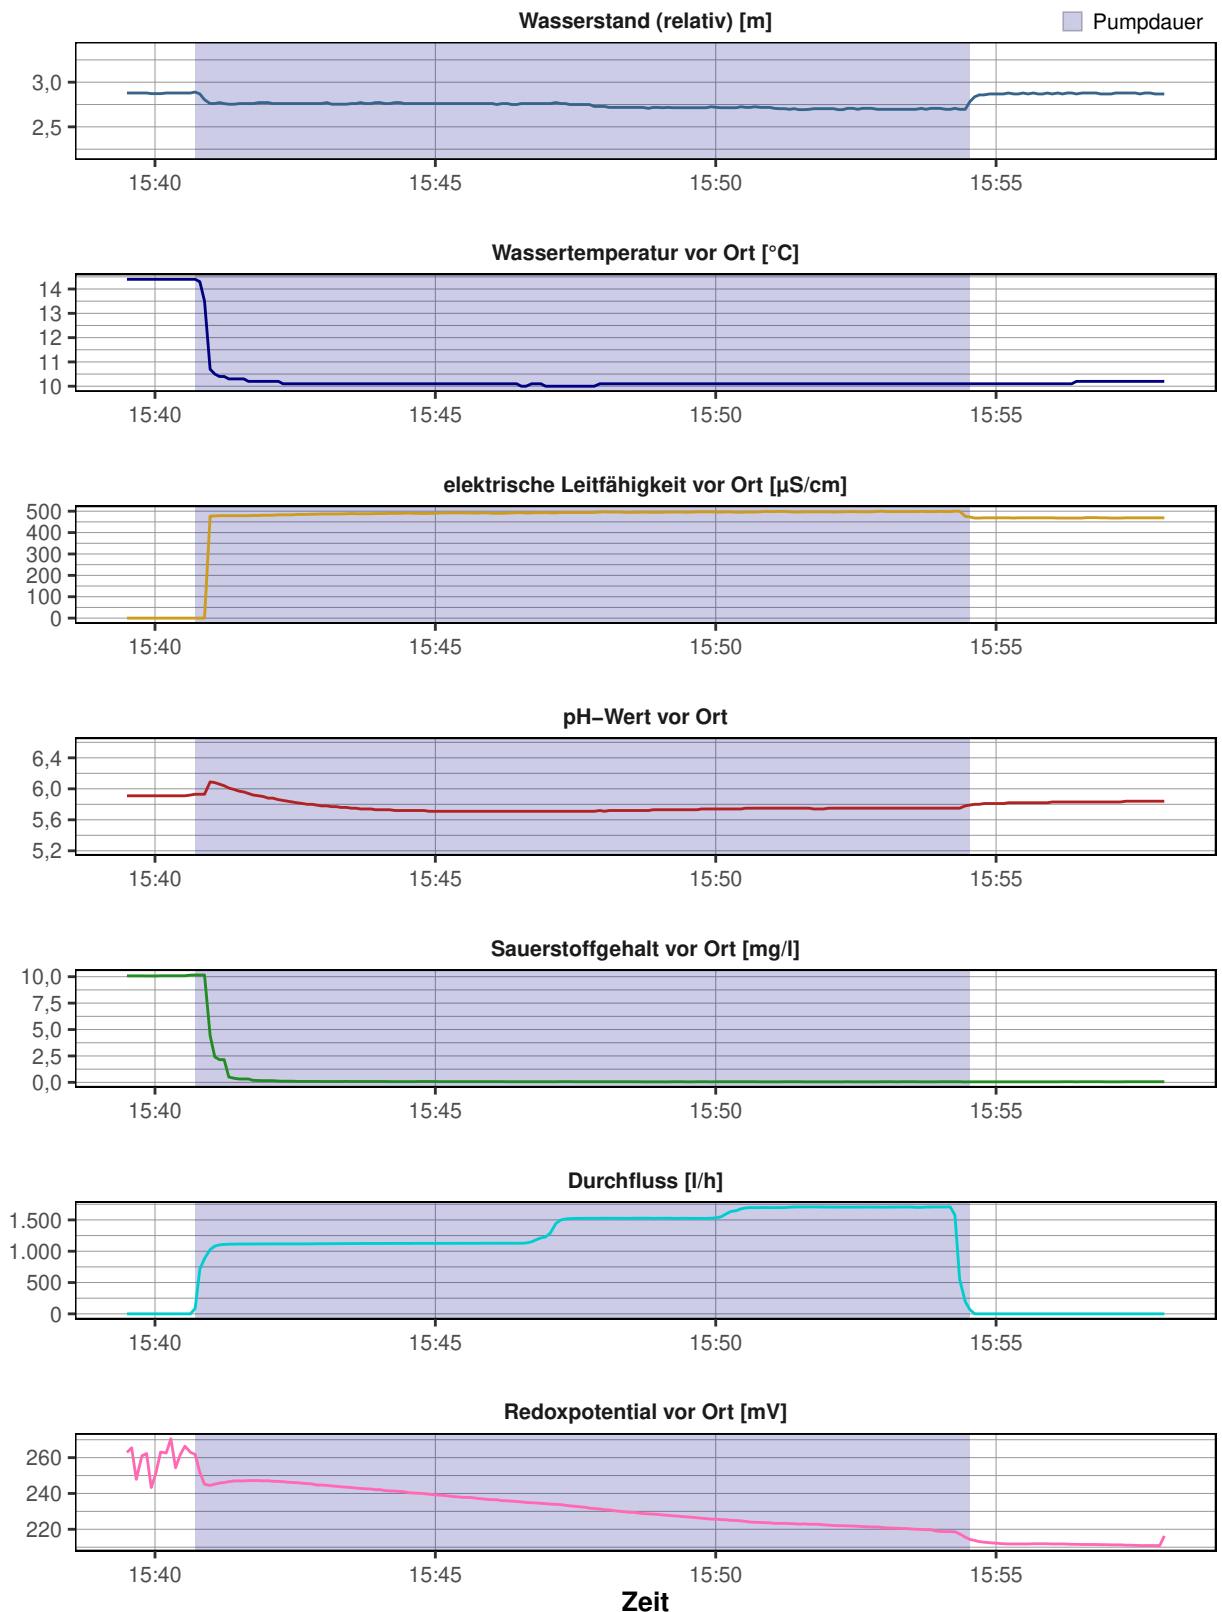 Wasserstand (relativ) [m]
Pumpdauer
3,0
2,5
15:40 15:45 15:50 15:55
Wassertemperatur vor Ort [°C]
14
13
12
11
10
15:40 15:45 15:50 15:55
elektrische Leitfähigkeit vor Ort [µS/cm]
500
400
300
200
100
0
15:40 15:45 15:50 15:55
pH−Wert vor Ort
6,4
6,0
5,6
5,2
15:40 15:45 15:50 15:55
Sauerstoffgehalt vor Ort [mg/l]
10,0
7,5
5,0
2,5
0,0
15:40 15:45 15:50 15:55
Durchfluss [l/h]
1.500
1.000
500
0
15:40 15:45 15:50 15:55
Redoxpotential vor Ort [mV]
260
240
220
15:40 15:45 15:50 15:55
Zeit